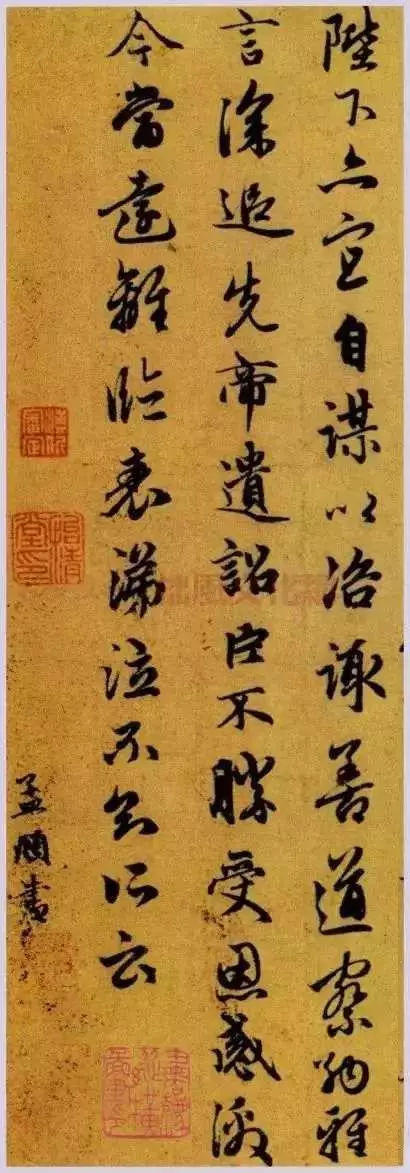 陛下亦宜自謀以咨諏善道察納雅
言深追先帝遺詔臣不勝受恩感激
今當遠離臨表涕泣不知所云
孟頫書